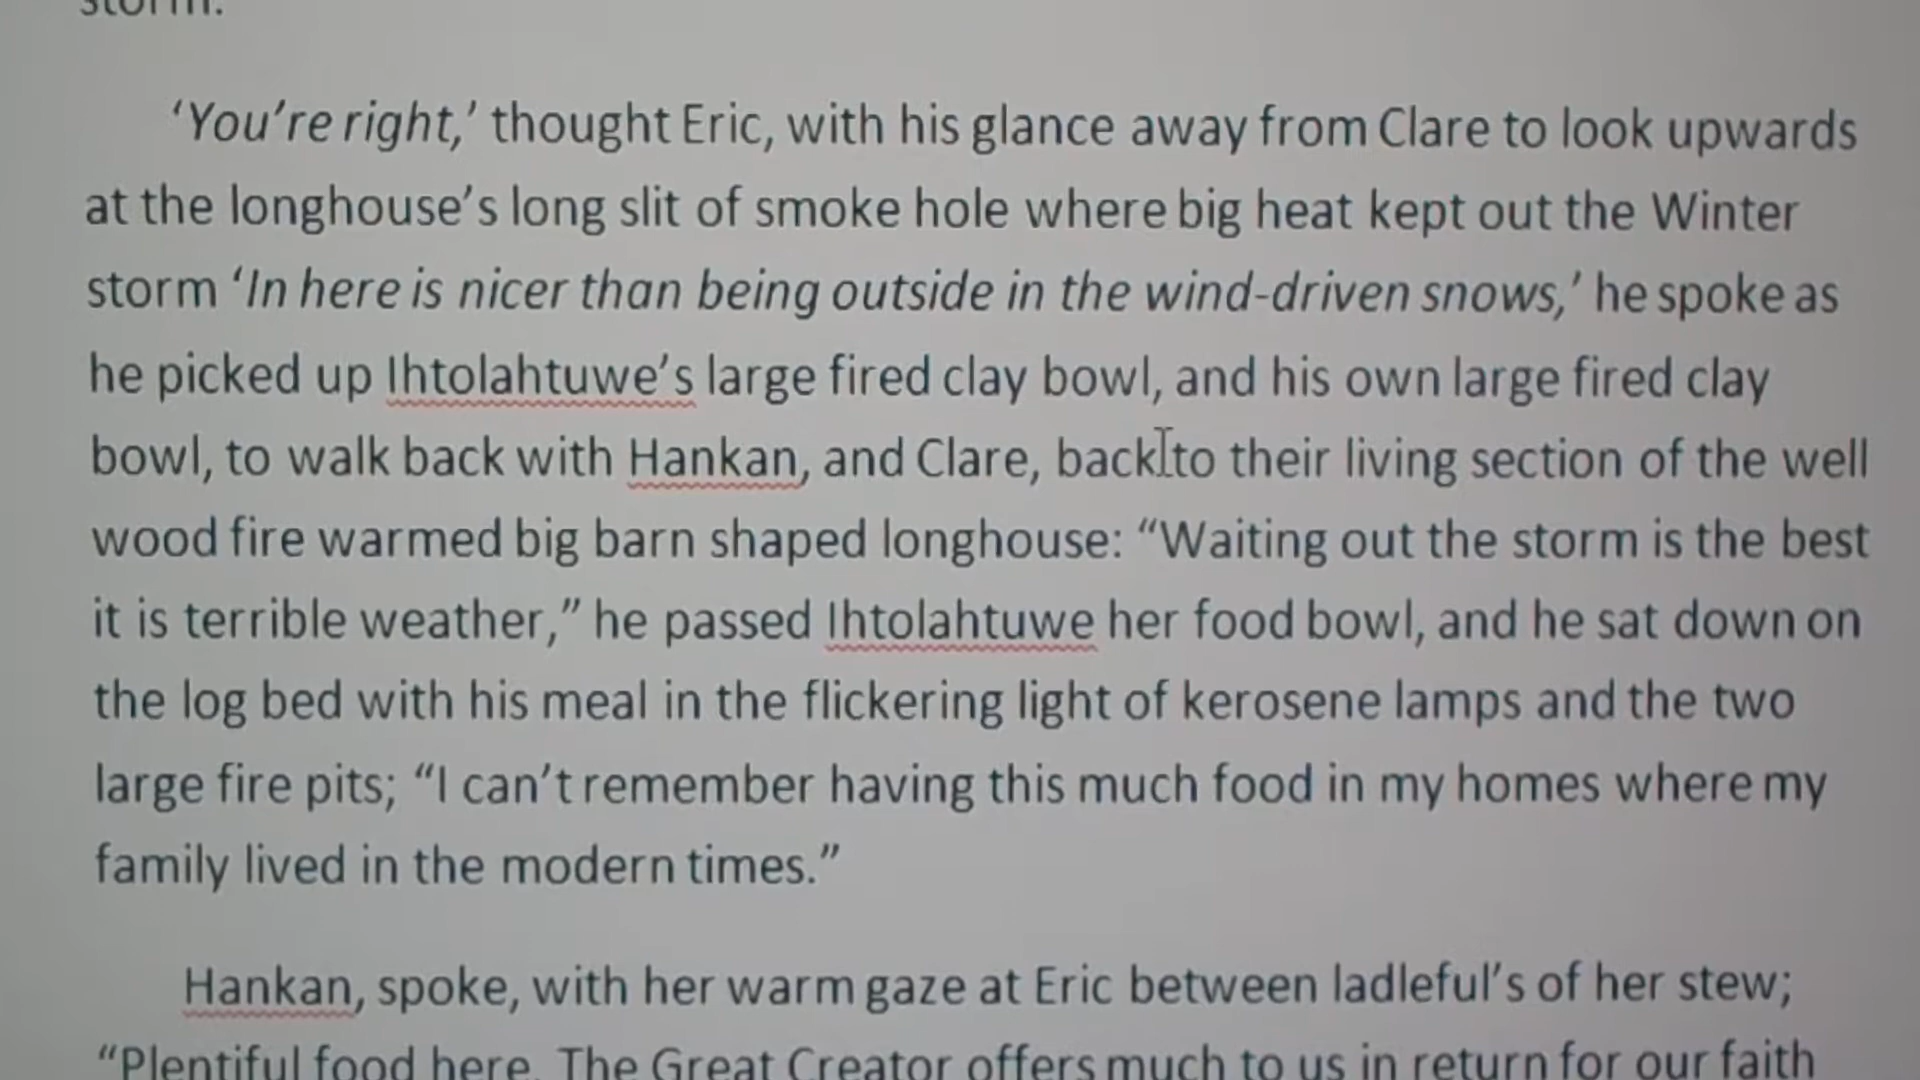 storm.
‘You’re right,’ thought Eric, with his glance away from Clare to look upwards
at the longhouse’s long slit of smoke hole where big heat kept out the Winter
storm ‘In here is nicer than being outside in the wind-driven snows,’ he spoke as
he picked up Ihtolahtuwe’s large fired clay bowl, and his own large fired clay
bowl, to walk back with Hankan, and Clare, back to their living section of the well
wood fire warmed big barn shaped longhouse: “Waiting out the storm is the best
it is terrible weather,” he passed Ihtolahtuwe her food bowl, and he sat down on
the log bed with his meal in the flickering light of kerosene lamps and the two
large fire pits; “I can’t remember having this much food in my homes where my
family lived in the modern times.”
Hankan, spoke, with her warm gaze at Eric between ladleful’s of her stew;
“Plentiful food here. The Great Creator offers much to us in return for our faith